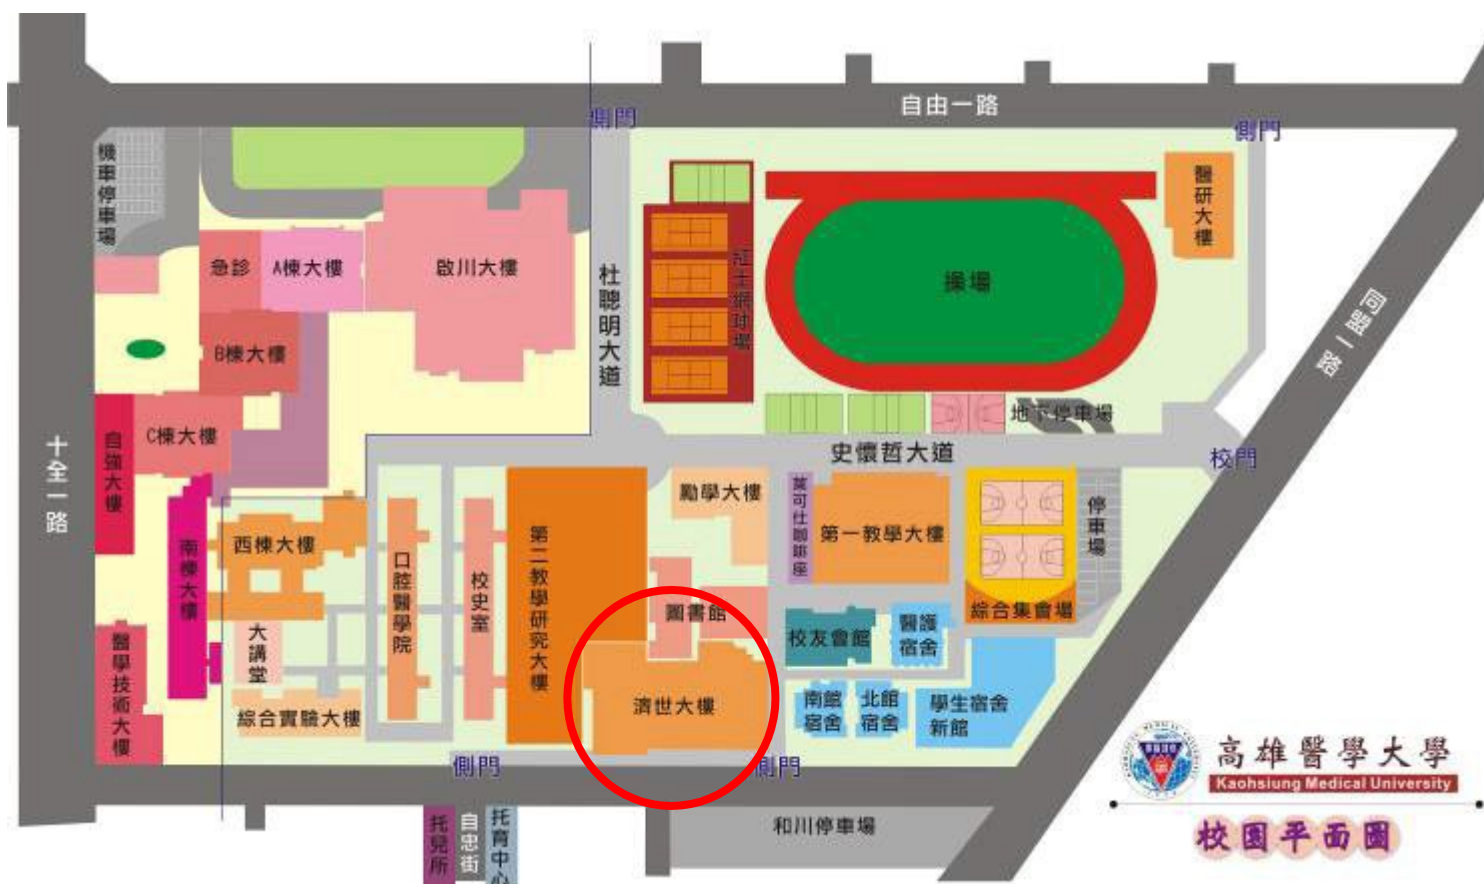 自由一路
側門
側門
機車停車場
醫研大樓
急診
A棟大樓
啟川大樓
杜聰明大道
紅土網球場
操場
同盟一路
B棟大樓
地下停車場
C棟大樓
自強大樓
十全一路
史懷哲大道
校門
勵學大樓
萊可仕咖啡座
第一教學大樓
停車場
南棟大樓
西棟大樓
口腔醫學院
校史室
第二教學研究大樓
圖書館
綜合集會場
校友會館
醫護宿舍
大講堂
醫學技術大樓
綜合實驗大樓
濟世大樓
南館宿舍
北館宿舍
學生宿舍新館
側門
側門
高雄醫學大學
Kaohsiung Medical University
校園平面圖
托兒所
自忠街
托育中心
和川停車場